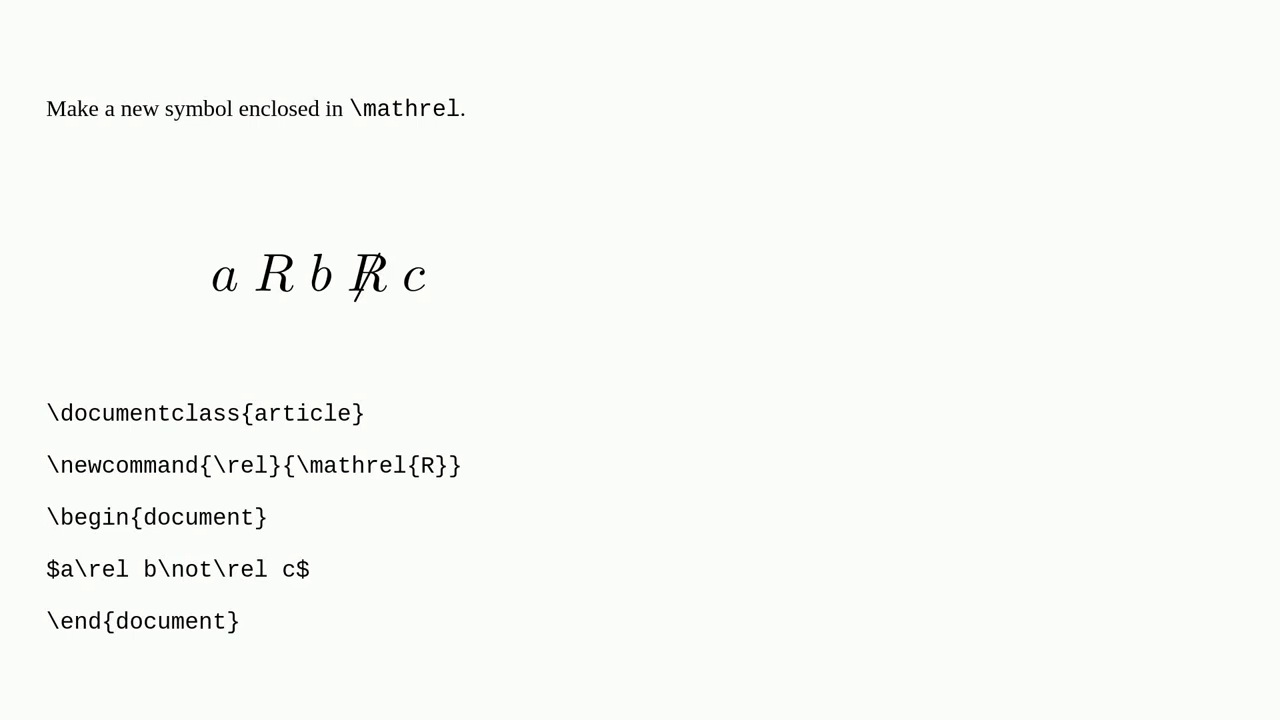 Make a new symbol enclosed in \mathrel.
a R b R̸ c
\documentclass{article}
\newcommand{\rel}{\mathrel{R}}
\begin{document}
$a\rel b\not\rel c$
\end{document}